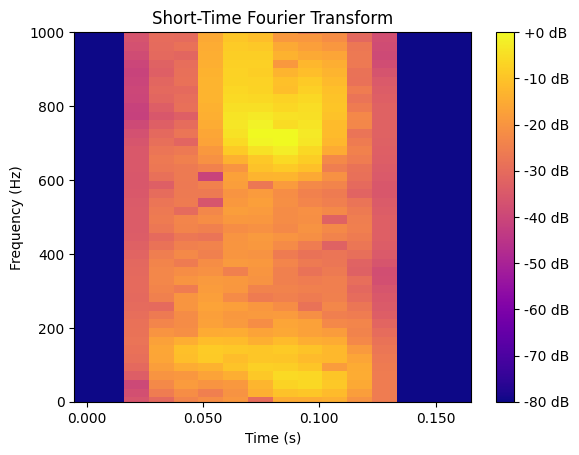 Short-Time Fourier Transform
1000
800
600
400
200
0
Frequency (Hz)
0.000
0.050
0.100
0.150
Time (s)
+0 dB
-10 dB
-20 dB
-30 dB
-40 dB
-50 dB
-60 dB
-70 dB
-80 dB